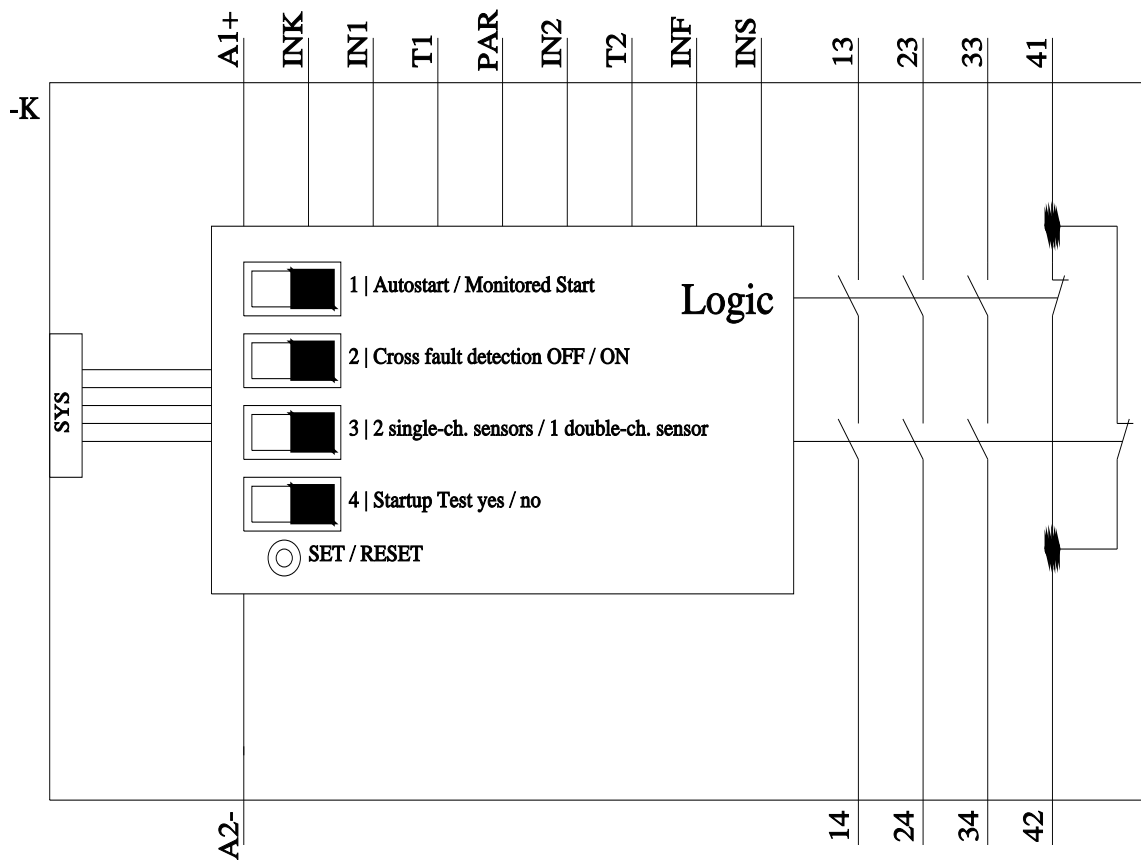 A1+
INK
IN1
T1
PAR
IN2
T2
INF
INS
13
23
33
41
-K
SYS
Logic
1 | Autostart / Monitored Start
2 | Cross fault detection OFF / ON
3 | 2 single-ch. sensors / 1 double-ch. sensor
4 | Startup Test yes / no
SET / RESET
A2-
14
24
34
42